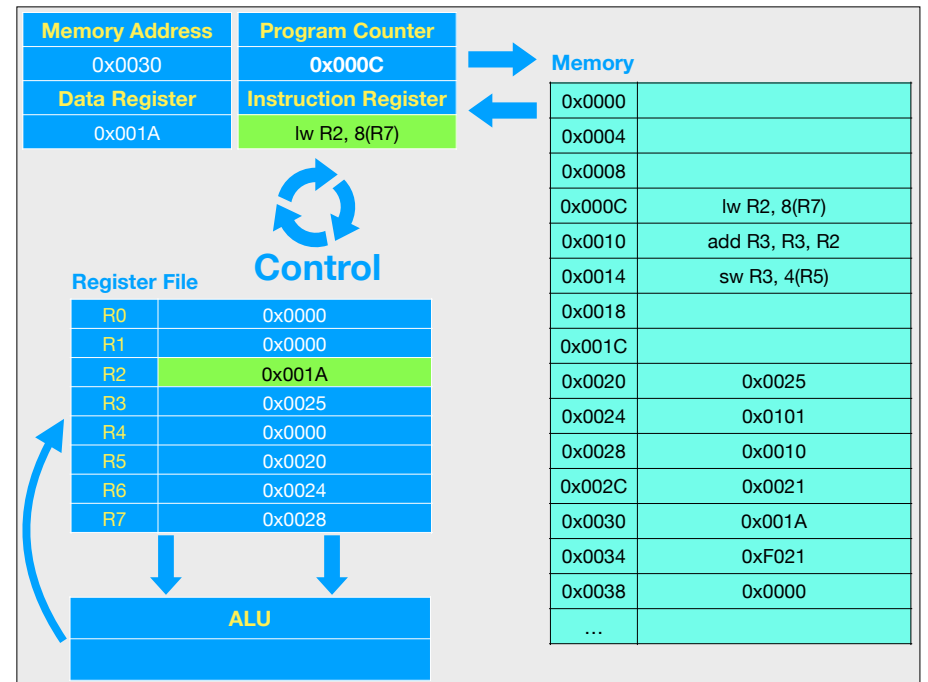 Memory Address Program Counter
0x0030 0x000C
Data Register Instruction Register
0x001A lw R2, 8(R7)
Control
Register File
R0 0x0000
R1 0x0000
R2 0x001A
R3 0x0025
R4 0x0000
R5 0x0020
R6 0x0024
R7 0x0028
ALU
Memory
0x0000
0x0004
0x0008
0x000C lw R2, 8(R7)
0x0010 add R3, R3, R2
0x0014 sw R3, 4(R5)
0x0018
0x001C
0x0020 0x0025
0x0024 0x0101
0x0028 0x0010
0x002C 0x0021
0x0030 0x001A
0x0034 0xF021
0x0038 0x0000
…